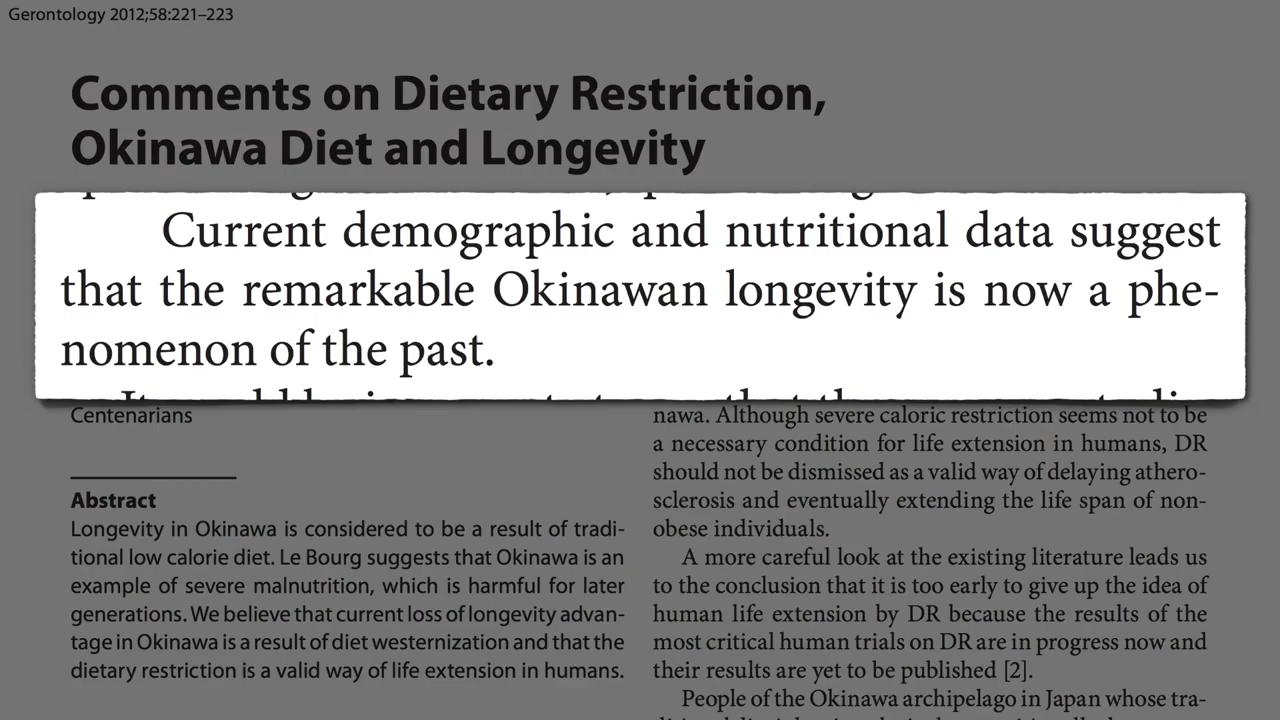 Gerontology 2012;58:221–223
Comments on Dietary Restriction,
Okinawa Diet and Longevity
Current demographic and nutritional data suggest
that the remarkable Okinawan longevity is now a phe-
nomenon of the past.
Centenarians
Abstract
Longevity in Okinawa is considered to be a result of tradi-
tional low calorie diet. Le Bourg suggests that Okinawa is an
example of severe malnutrition, which is harmful for later
generations. We believe that current loss of longevity advan-
tage in Okinawa is a result of diet westernization and that the
dietary restriction is a valid way of life extension in humans.
nawa. Although severe caloric restriction seems not to be
a necessary condition for life extension in humans, DR
should not be dismissed as a valid way of delaying athero-
sclerosis and eventually extending the life span of non-
obese individuals.
A more careful look at the existing literature leads us
to the conclusion that it is too early to give up the idea of
human life extension by DR because the results of the
most critical human trials on DR are in progress now and
their results are yet to be published [2].
People of the Okinawa archipelago in Japan whose tra-